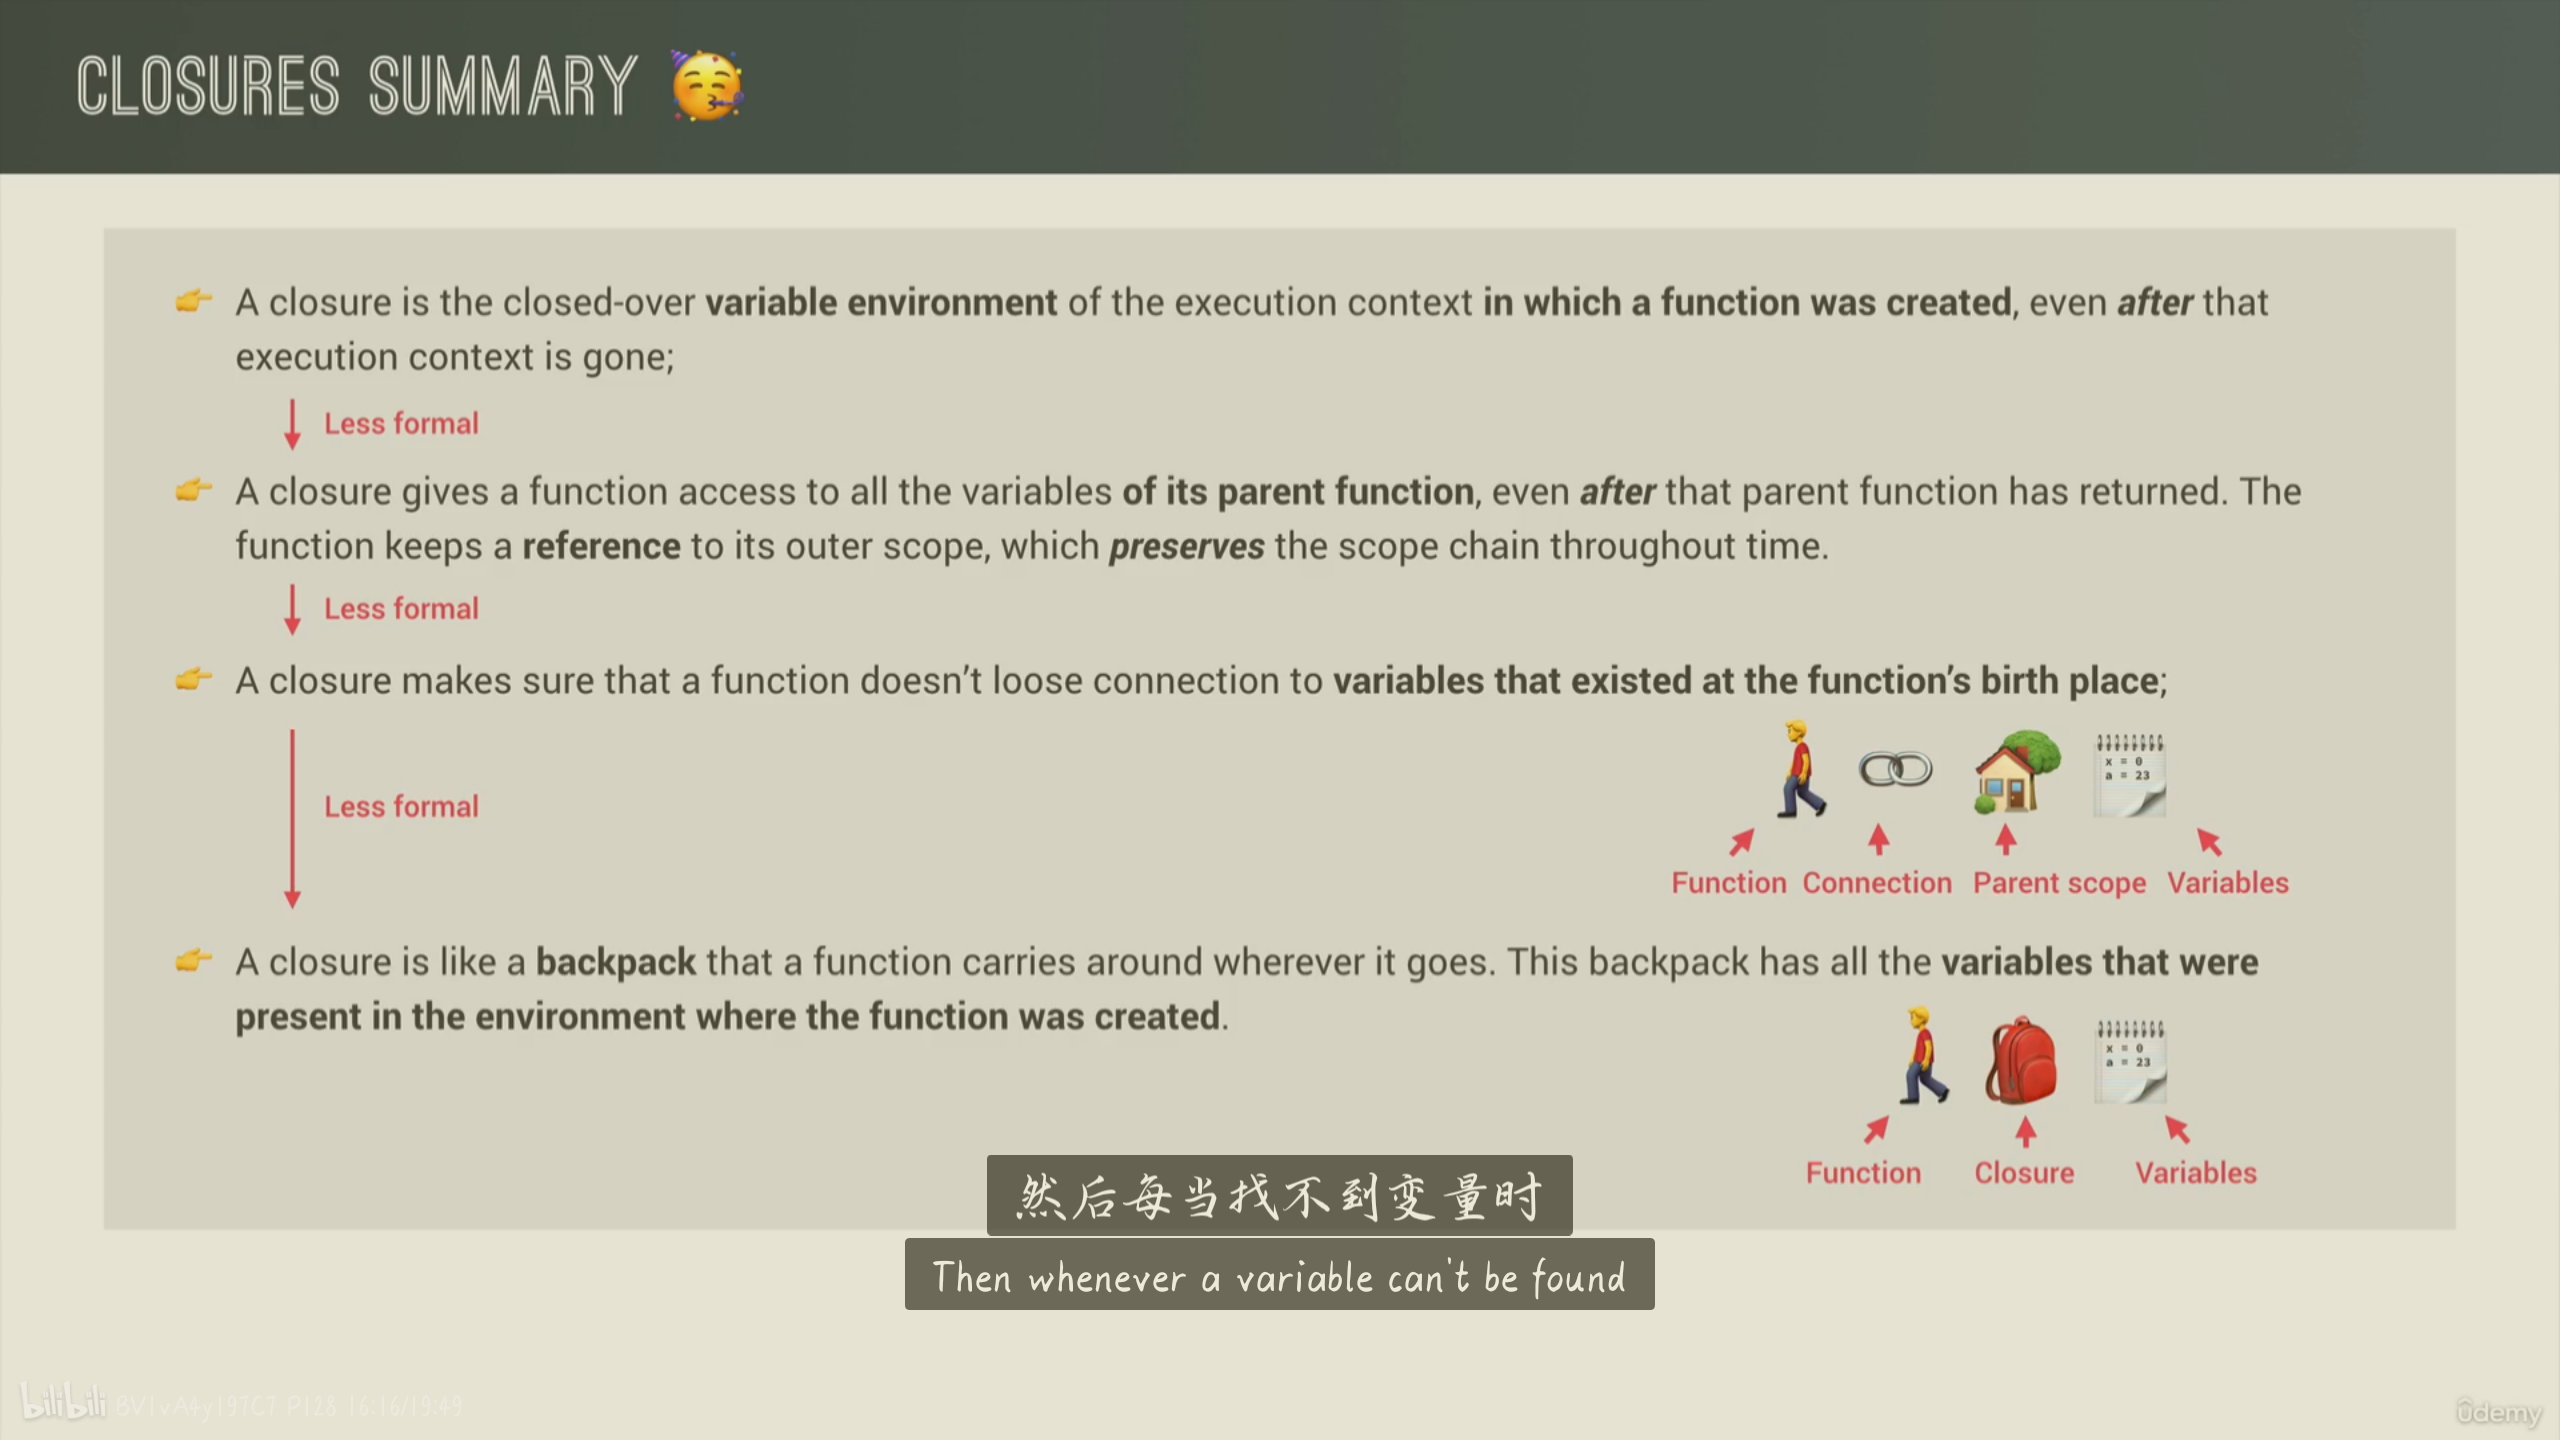 CLOSURES SUMMARY
A closure is the closed-over variable environment of the execution context in which a function was created, even after that
execution context is gone;
Less formal
A closure gives a function access to all the variables of its parent function, even after that parent function has returned. The
function keeps a reference to its outer scope, which preserves the scope chain throughout time.
Less formal
A closure makes sure that a function doesn’t loose connection to variables that existed at the function’s birth place;
x = 0
a = 23
Less formal
Function Connection Parent scope Variables
A closure is like a backpack that a function carries around wherever it goes. This backpack has all the variables that were
present in the environment where the function was created.
x = 0
a = 23
Function Closure Variables
然后每当找不到变量时
Then whenever a variable can't be found
bilibili BV1vA4y197C7 P128 16:16/19:49
ûdemy